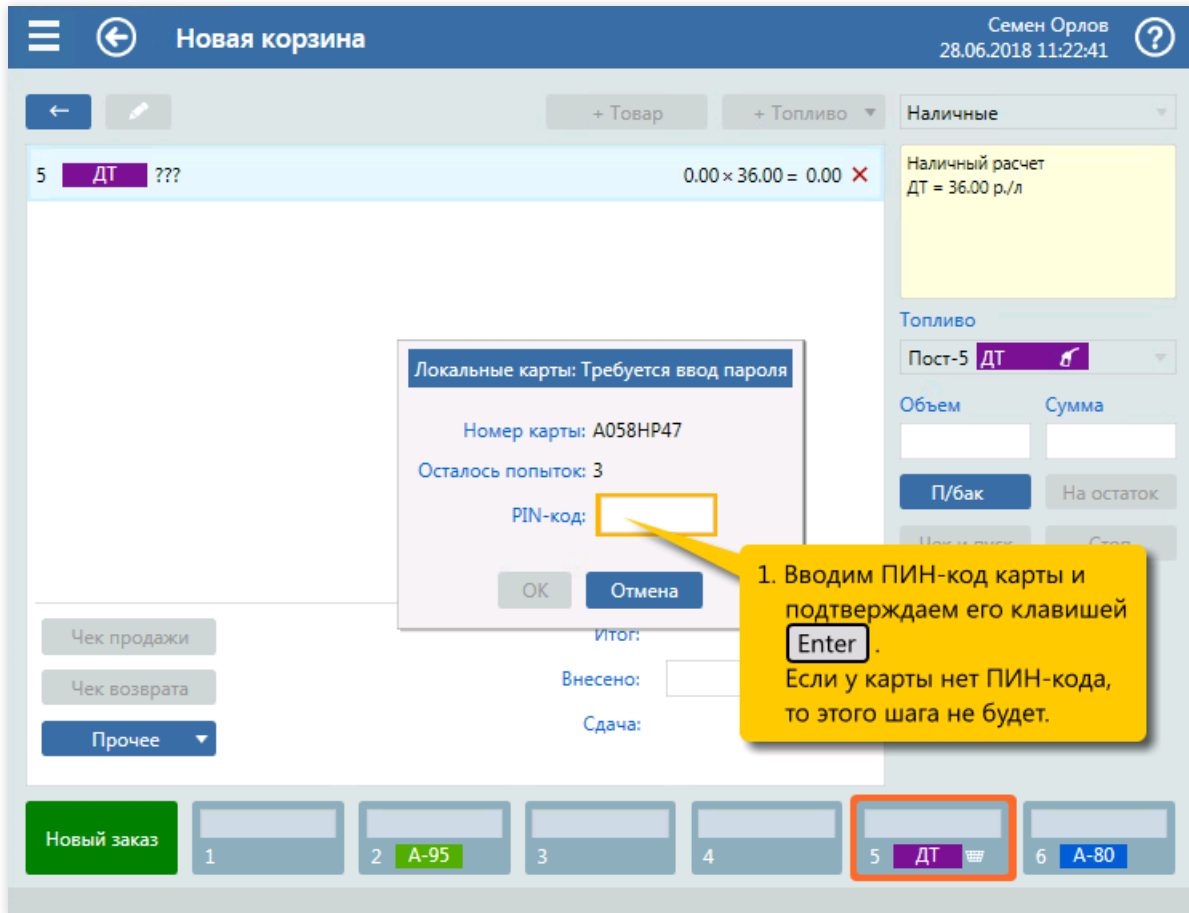 Новая корзина
Семен Орлов
28.06.2018 11:22:41
+ Товар
+ Топливо
Наличные
5 ДТ ??? 0.00 × 36.00 = 0.00
Наличный расчет
ДТ = 36.00 р./л
Топливо
Пост-5 ДТ
Объем Сумма
П/бак На остаток
Чек и пуск Стоп
Локальные карты: Требуется ввод пароля
Номер карты: А058НР47
Осталось попыток: 3
PIN-код:
OK Отмена
1. Вводим ПИН-код карты и
подтверждаем его клавишей
Enter .
Если у карты нет ПИН-кода,
то этого шага не будет.
Чек продажи
Чек возврата
Прочее
Итог:
Внесено:
Сдача:
Новый заказ
1
2 А-95
3
4
5 ДТ
6 А-80